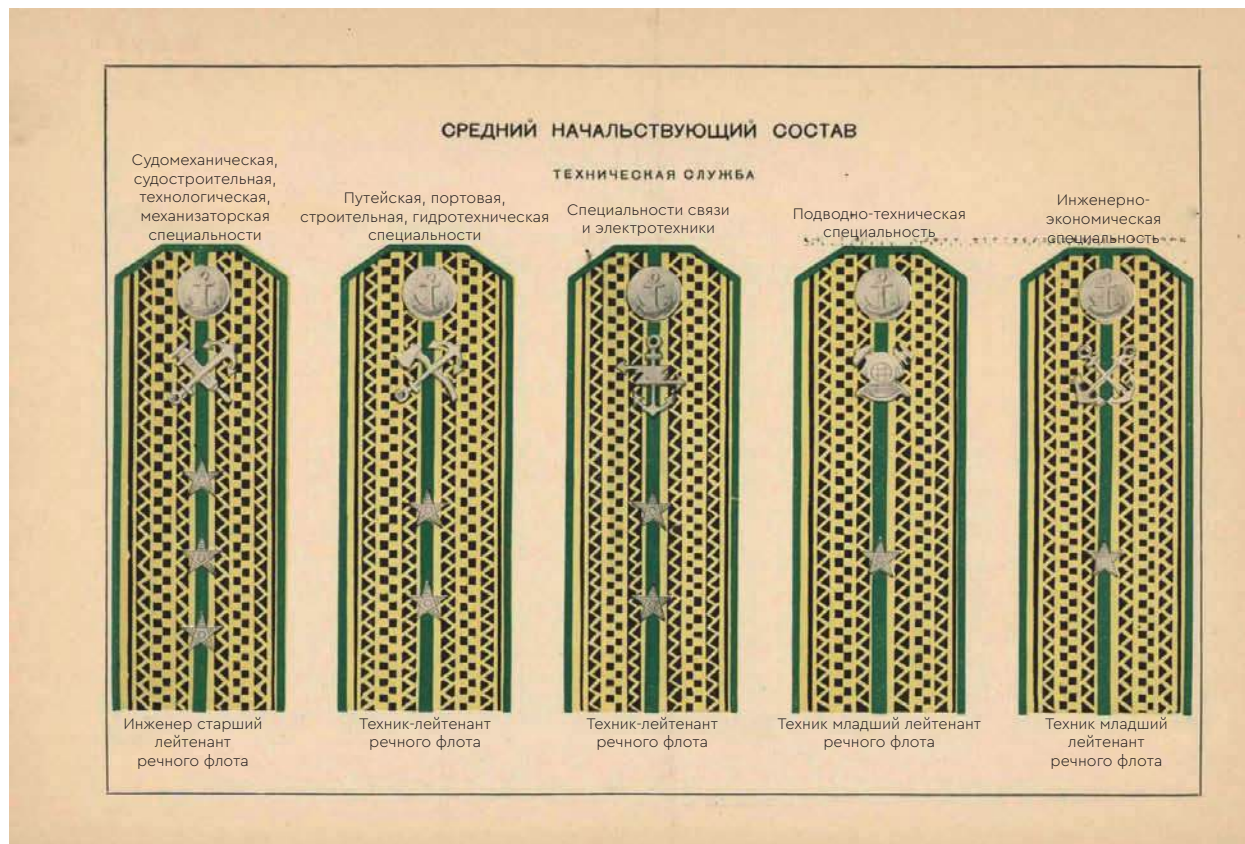 СРЕДНИЙ НАЧАЛЬСТВУЮЩИЙ СОСТАВ
ТЕХНИЧЕСКАЯ СЛУЖБА
Судомеханическая,
судостроительная,
технологическая,
механизаторская
специальности
Путейская, портовая,
строительная, гидротехническая
специальности
Специальности связи
и электротехники
Подводно-техническая
специальность
Инженерно-
экономическая
специальность
Инженер старший
лейтенант
речного флота
Техник-лейтенант
речного флота
Техник-лейтенант
речного флота
Техник младший лейтенант
речного флота
Техник младший
лейтенант
речного флота